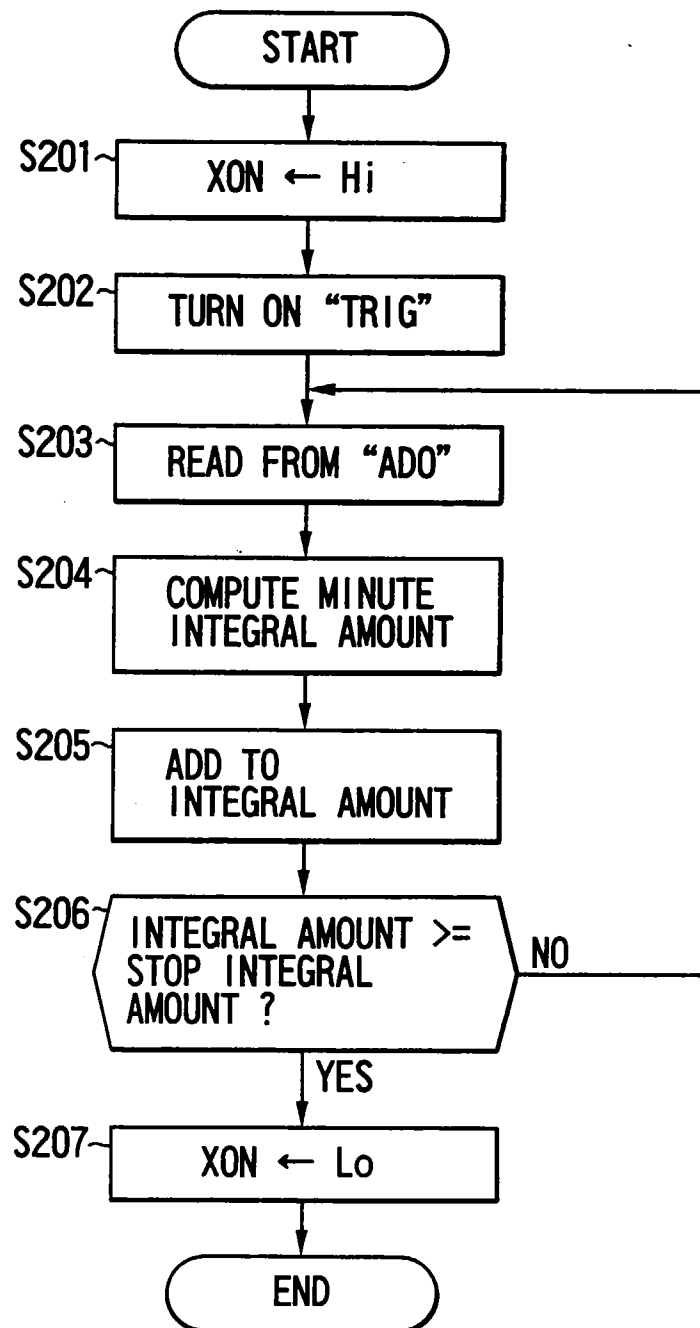 START
S201
XON ← Hi
S202
TURN ON “TRIG”
S203
READ FROM “ADO”
S204
COMPUTE MINUTE
INTEGRAL AMOUNT
S205
ADD TO
INTEGRAL AMOUNT
S206
INTEGRAL AMOUNT >=
STOP INTEGRAL
AMOUNT ?
NO
YES
S207
XON ← Lo
END